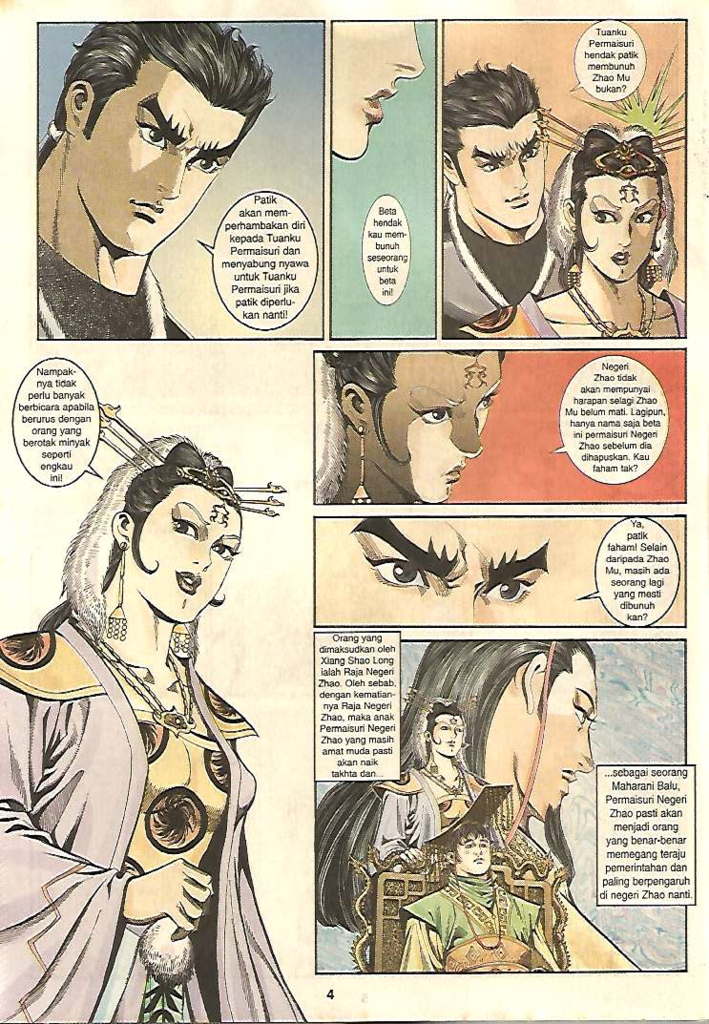 Patik
akan mem-
perhambakan diri
kepada Tuanku
Permaisuri dan
menyabung nyawa
untuk Tuanku
Permaisuri jika
patik diperlu-
kan nanti!
Beta
hendak
kau mem-
bunuh
seseorang
untuk
beta
ini!
Tuanku
Permaisuri
hendak patik
membunuh
Zhao Mu
bukan?
Nampak-
nya tidak
perlu banyak
berbicara apabila
berurus dengan
orang yang
berotak minyak
seperti
engkau
ini!
Negeri
Zhao tidak
akan mempunyai
harapan selagi Zhao
Mu belum mati. Lagipun,
hanya nama saja beta
ini permaisuri Negeri
Zhao sebelum dia
dihapuskan. Kau
faham tak?
Ya,
patik
faham! Selain
daripada Zhao
Mu, masih ada
seorang lagi
yang mesti
dibunuh
kan?
Orang yang
dimaksudkan oleh
Xiang Shao Long
ialah Raja Negeri
Zhao. Oleh sebab,
dengan kematian-
nya Raja Negeri
Zhao, maka anak
Permaisuri Negeri
Zhao yang masih
amat muda pasti
akan naik
takhta dan...
...sebagai seorang
Maharani Balu,
Permaisuri Negeri
Zhao pasti akan
menjadi orang
yang benar-benar
memegang teraju
pemerintahan dan
paling berpengaruh
di negeri Zhao nanti.
4